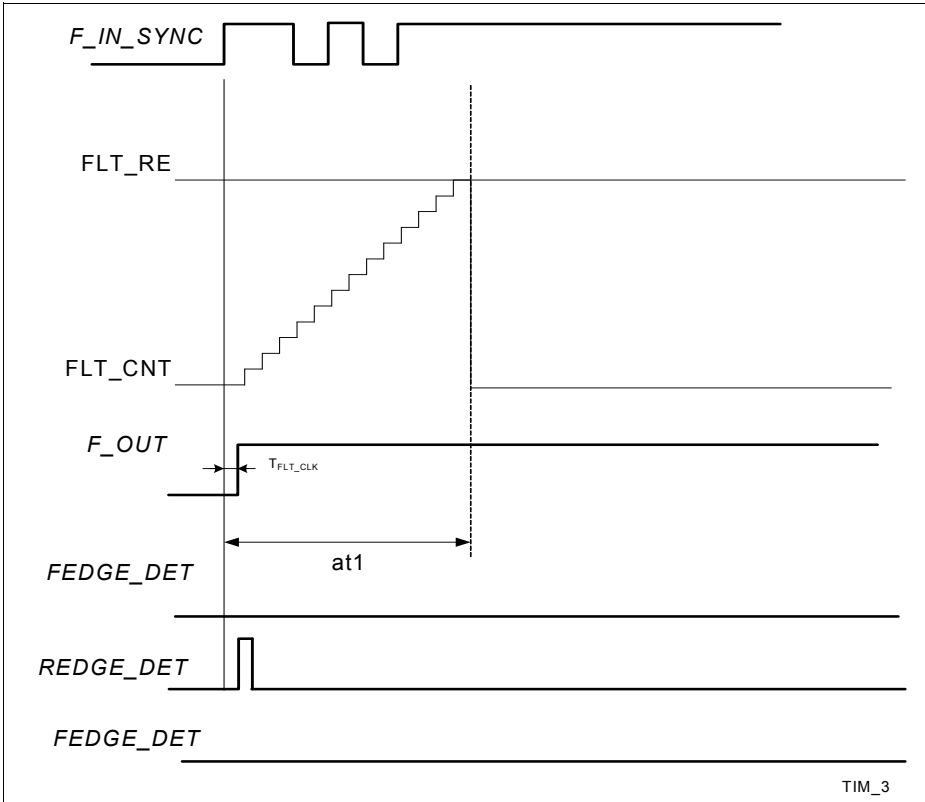 F_IN_SYNC
FLT_RE
FLT_CNT
F_OUT
TFLT_CLK
at1
FEDGE_DET
REDGE_DET
FEDGE_DET
TIM_3